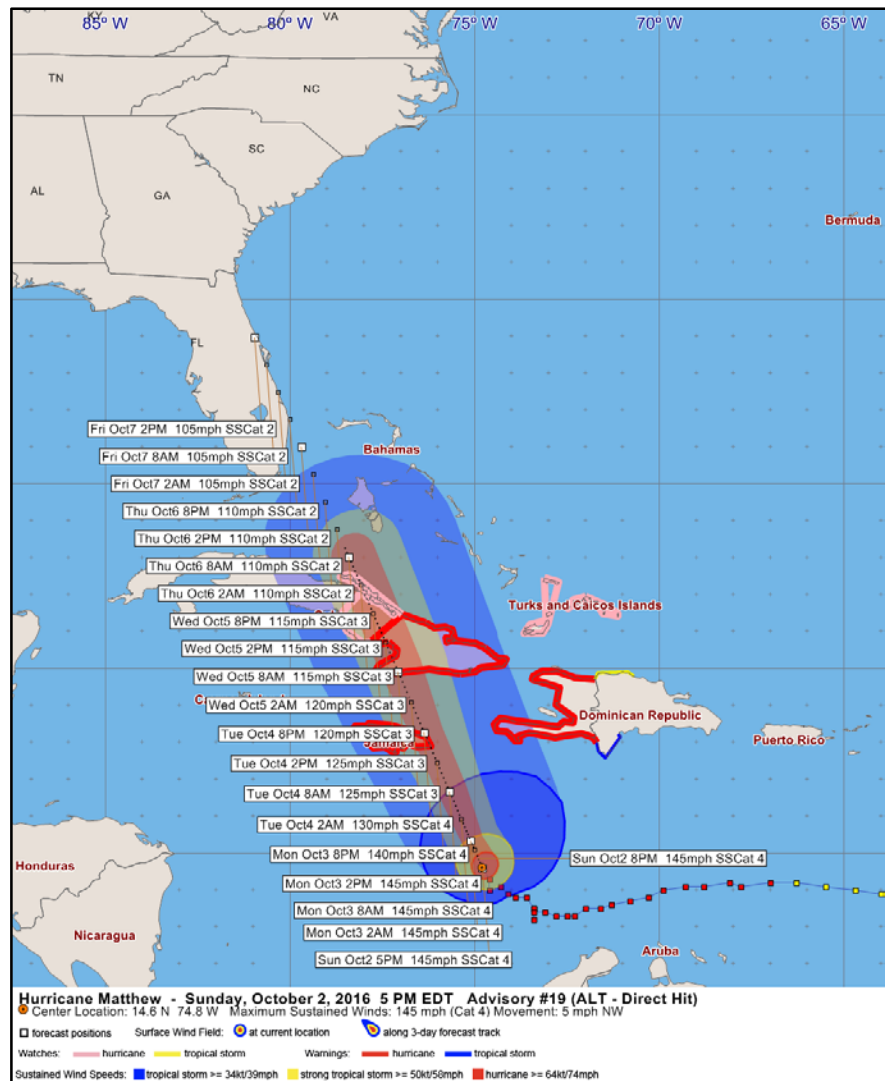 85º W
80º W
75º W
70º W
65º W
KY
VA
TN
NC
SC
AL
GA
Bermuda
FL
Fri Oct7 2PM 105mph SSCat 2
Bahamas
Fri Oct7 8AM 105mph SSCat 2
Fri Oct7 2AM 105mph SSCat 2
Thu Oct6 8PM 110mph SSCat 2
Thu Oct6 2PM 110mph SSCat 2
Thu Oct6 8AM 110mph SSCat 2
Thu Oct6 2AM 110mph SSCat 2
Turks and Caicos Islands
Wed Oct5 8PM 115mph SSCat 3
Wed Oct5 2PM 115mph SSCat 3
Wed Oct5 8AM 115mph SSCat 3
Wed Oct5 2AM 120mph SSCat 3
Dominican Republic
Tue Oct4 8PM 120mph SSCat 3
Jamaica
Puerto Rico
Tue Oct4 2PM 125mph SSCat 3
Tue Oct4 8AM 125mph SSCat 3
Tue Oct4 2AM 130mph SSCat 4
Mon Oct3 8PM 140mph SSCat 4
Sun Oct2 8PM 145mph SSCat 4
Honduras
Mon Oct3 2PM 145mph SSCat 4
Mon Oct3 8AM 145mph SSCat 4
Nicaragua
Mon Oct3 2AM 145mph SSCat 4
Aruba
Sun Oct2 5PM 145mph SSCat 4
Hurricane Matthew - Sunday, October 2, 2016 5 PM EDT Advisory #19 (ALT - Direct Hit)
Center Location: 14.6 N 74.8 W Maximum Sustained Winds: 145 mph (Cat 4) Movement: 5 mph NW
forecast positions Surface Wind Field: at current location along 3-day forecast track
Watches: hurricane tropical storm Warnings: hurricane tropical storm
Sustained Wind Speeds: tropical storm >= 34kt/39mph strong tropical storm >= 50kt/58mph hurricane >= 64kt/74mph